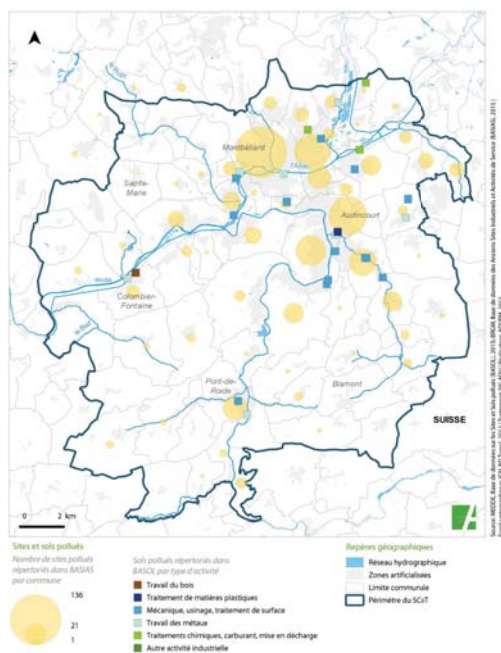 Montbéliard
Sainte-
Marie
Audincourt
Colombier-
Fontaine
Pont-de-
Roide
Blamont
SUISSE
0 2 km
Sites et sols pollués
Nombre de sites pollués
répertoriés dans BASIAS
par commune
136
21
1
Sols pollués répertoriés dans
BASOL par type d'activité
Travail du bois
Traitement de matières plastiques
Mécanique, usinage, traitement de surface
Travail des métaux
Traitements chimiques, carburant, mise en décharge
Autre activité industrielle
Repères géographiques
Réseau hydrographique
Zones artificialisées
Limite communale
Périmètre du SCoT